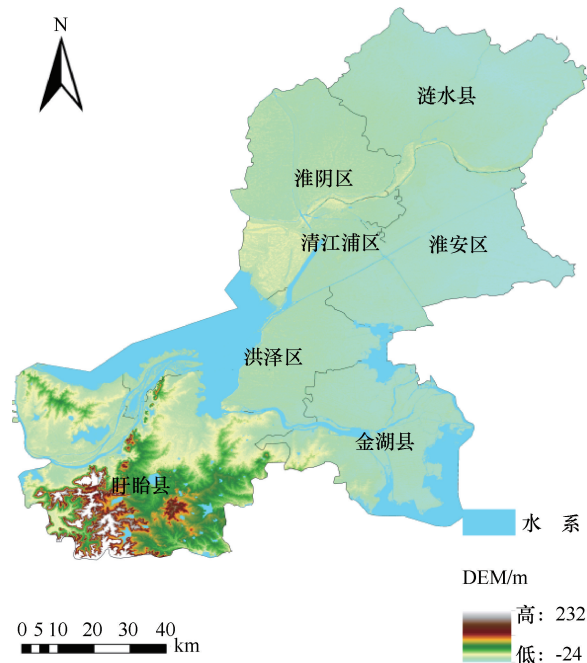 N
涟水县
淮阴区
清江浦区
淮安区
洪泽区
金湖县
盱眙县
水 系
DEM/m
高：232
低：-24
0 5 10 20 30 40
km